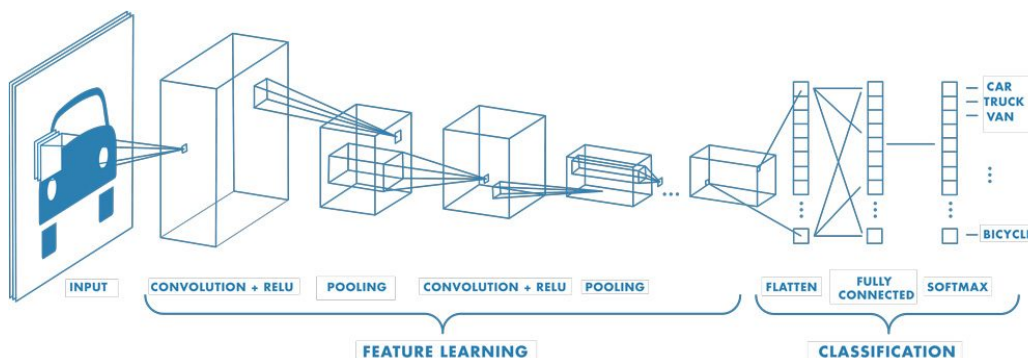 CAR
TRUCK
VAN
BICYCLE
INPUT
CONVOLUTION + RELU
POOLING
CONVOLUTION + RELU
POOLING
FLATTEN
FULLY
CONNECTED
SOFTMAX
FEATURE LEARNING
CLASSIFICATION